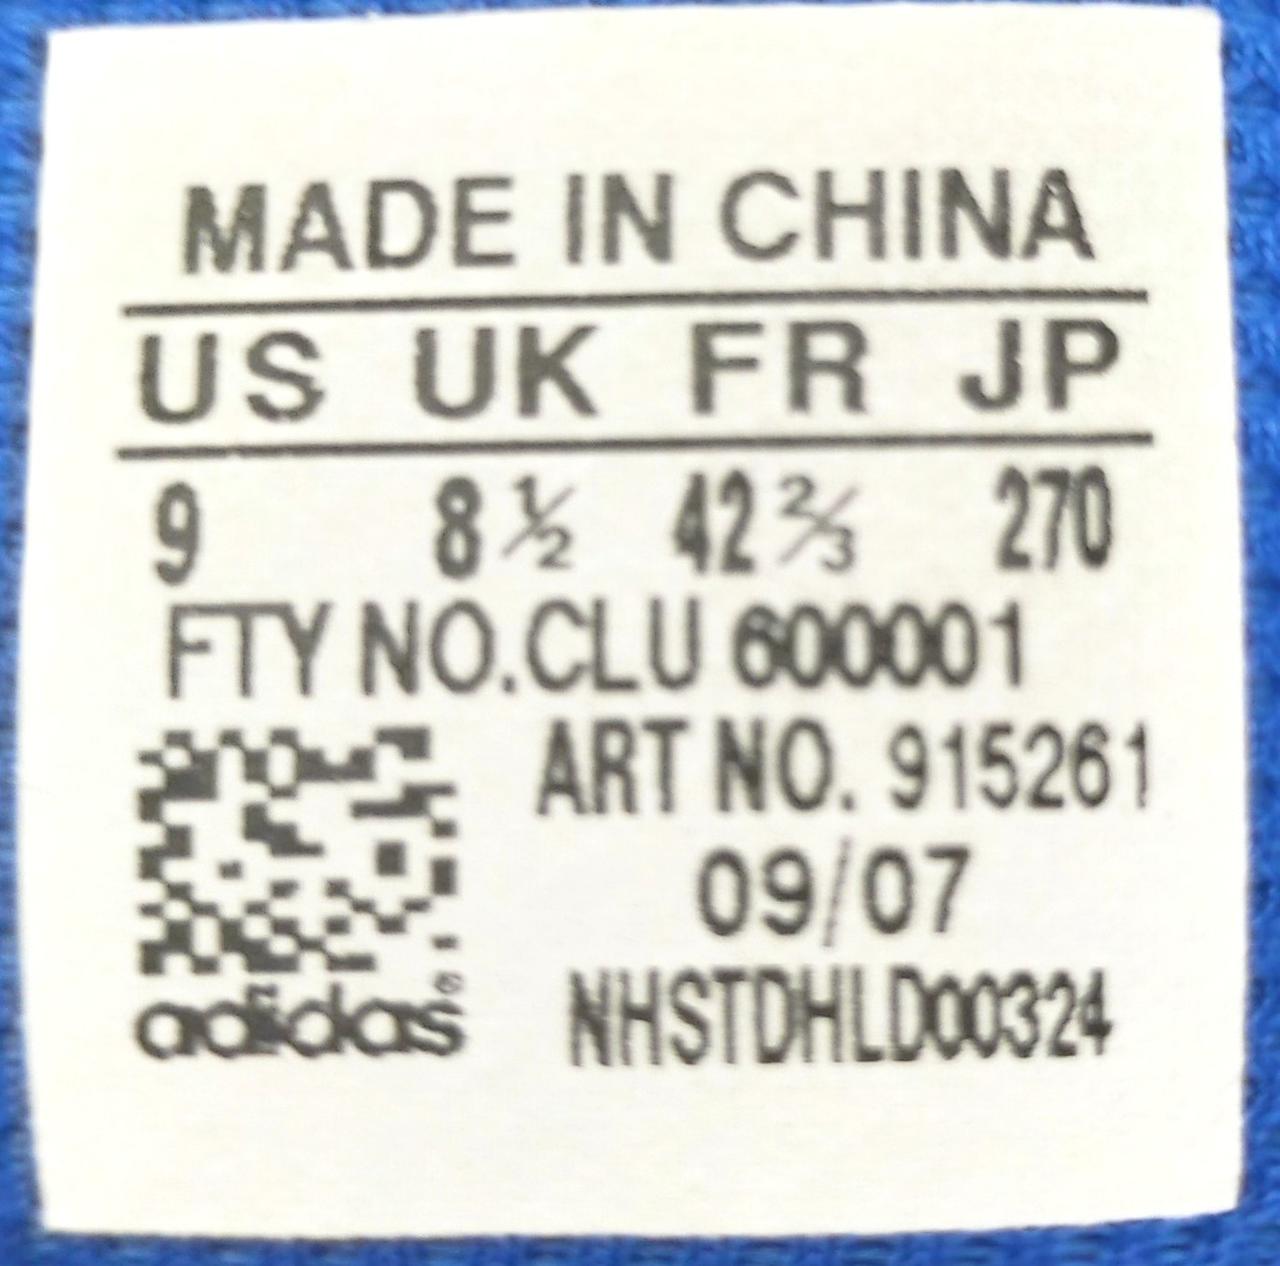 MADE IN CHINA
US UK FR JP
9 8 ½ 42 ⅔ 270
FTY NO.CLU 600001
ART NO. 915261
09/07
NHSTDHLD00324
adidas®